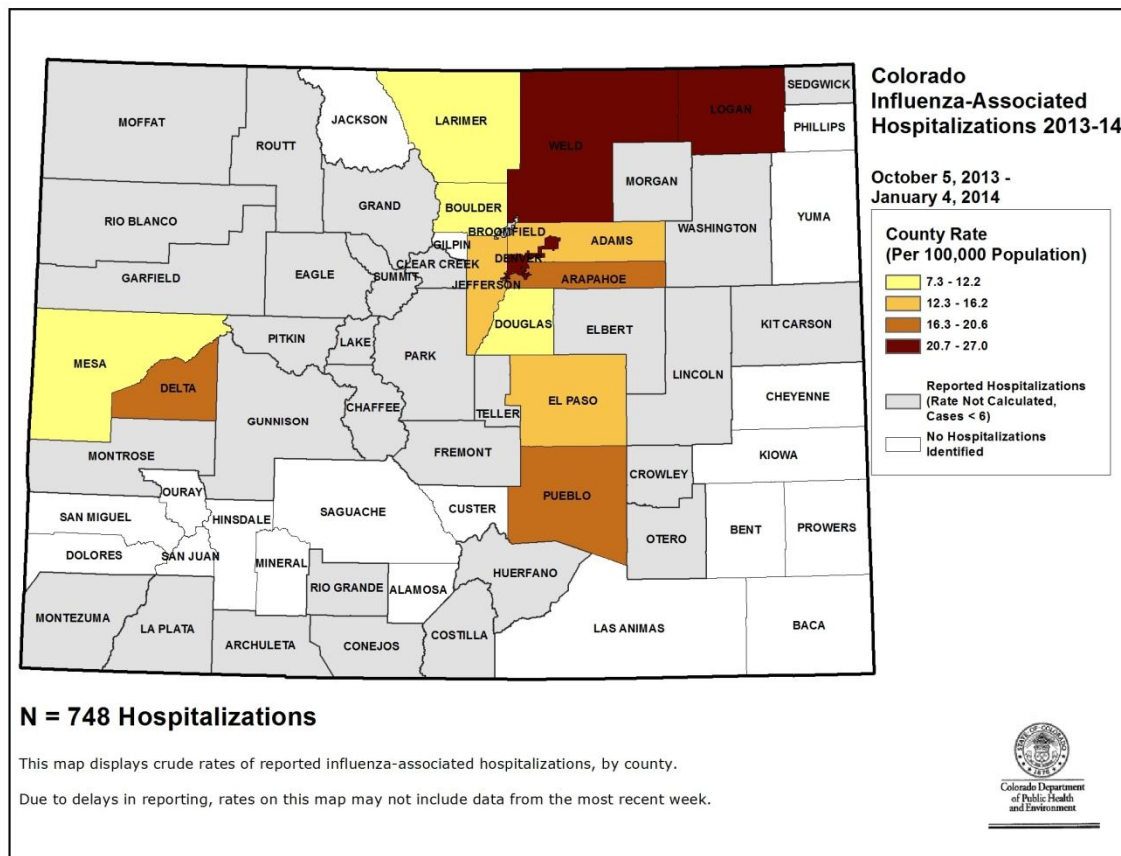 Colorado
Influenza-Associated
Hospitalizations 2013-14
October 5, 2013 -
January 4, 2014
County Rate
(Per 100,000 Population)
7.3 - 12.2
12.3 - 16.2
16.3 - 20.6
20.7 - 27.0
Reported Hospitalizations
(Rate Not Calculated,
Cases < 6)
No Hospitalizations
Identified
MOFFAT
ROUTT
JACKSON
LARIMER
WELD
LOGAN
SEDGWICK
PHILLIPS
MORGAN
RIO BLANCO
GRAND
BOULDER
WASHINGTON
YUMA
BROOMFIELD
GILPIN
ADAMS
GARFIELD
EAGLE
CLEAR CREEK
SUMMIT
DENVER
JEFFERSON
ARAPAHOE
DOUGLAS
ELBERT
KIT CARSON
PITKIN
LAKE
PARK
MESA
DELTA
LINCOLN
CHEYENNE
GUNNISON
CHAFFEE
TELLER
EL PASO
MONTROSE
FREMONT
KIOWA
CROWLEY
OURAY
PUEBLO
SAN MIGUEL
HINSDALE
SAGUACHE
CUSTER
BENT
PROWERS
OTERO
DOLORES
SAN JUAN
MINERAL
RIO GRANDE
ALAMOSA
HUERFANO
MONTEZUMA
LA PLATA
ARCHULETA
CONEJOS
COSTILLA
LAS ANIMAS
BACA
N = 748 Hospitalizations
This map displays crude rates of reported influenza-associated hospitalizations, by county.
Due to delays in reporting, rates on this map may not include data from the most recent week.
STATE OF COLORADO
1876
Colorado Department
of Public Health
and Environment